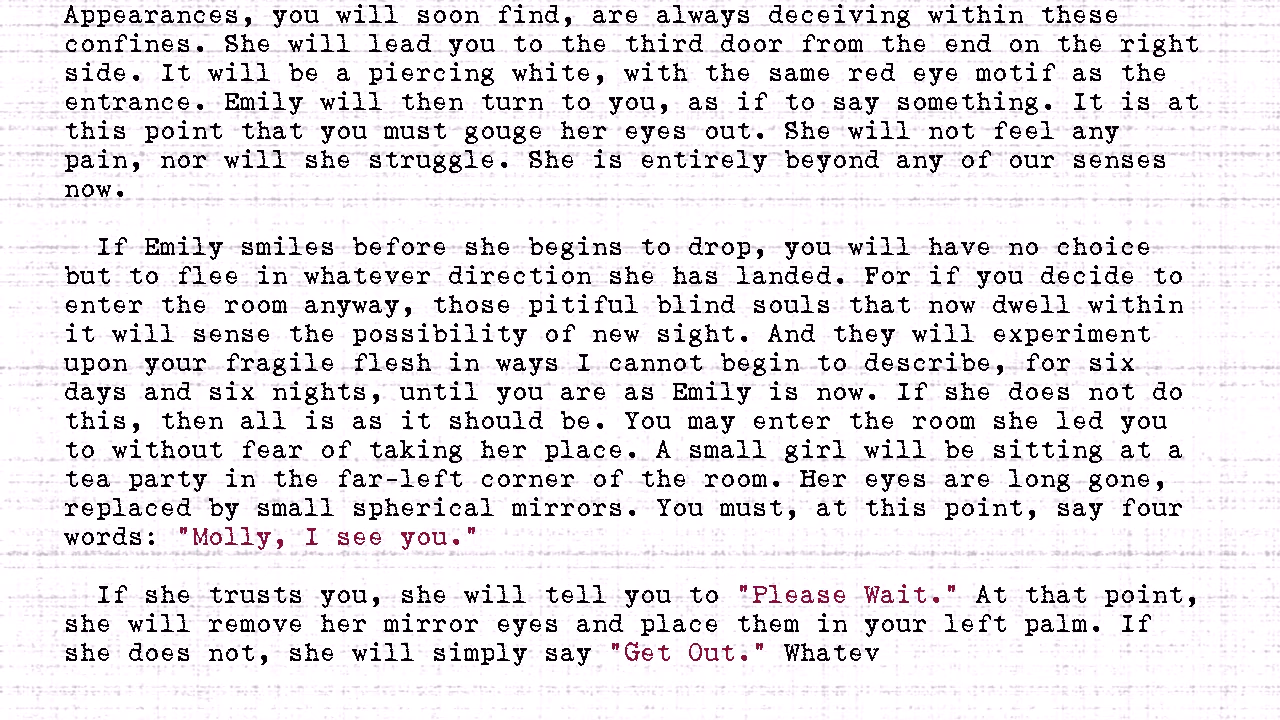 Appearances, you will soon find, are always deceiving within these
confines. She will lead you to the third door from the end on the right
side. It will be a piercing white, with the same red eye motif as the
entrance. Emily will then turn to you, as if to say something. It is at
this point that you must gouge her eyes out. She will not feel any
pain, nor will she struggle. She is entirely beyond any of our senses
now.
If Emily smiles before she begins to drop, you will have no choice
but to flee in whatever direction she has landed. For if you decide to
enter the room anyway, those pitiful blind souls that now dwell within
it will sense the possibility of new sight. And they will experiment
upon your fragile flesh in ways I cannot begin to describe, for six
days and six nights, until you are as Emily is now. If she does not do
this, then all is as it should be. You may enter the room she led you
to without fear of taking her place. A small girl will be sitting at a
tea party in the far-left corner of the room. Her eyes are long gone,
replaced by small spherical mirrors. You must, at this point, say four
words: "Molly, I see you."
If she trusts you, she will tell you to "Please Wait." At that point,
she will remove her mirror eyes and place them in your left palm. If
she does not, she will simply say "Get Out." Whatev